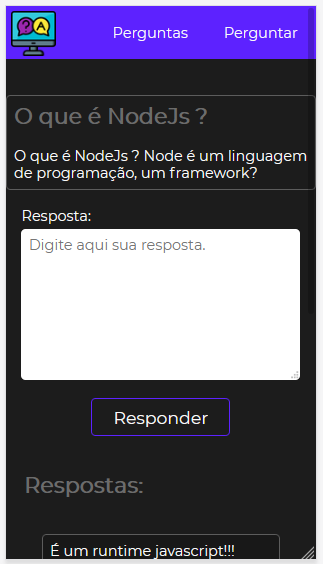 Q A
Perguntas Perguntar
O que é NodeJs ?
O que é NodeJs ? Node é um linguagem
de programação, um framework?
Resposta:
Digite aqui sua resposta.
Responder
Respostas:
É um runtime javascript!!!